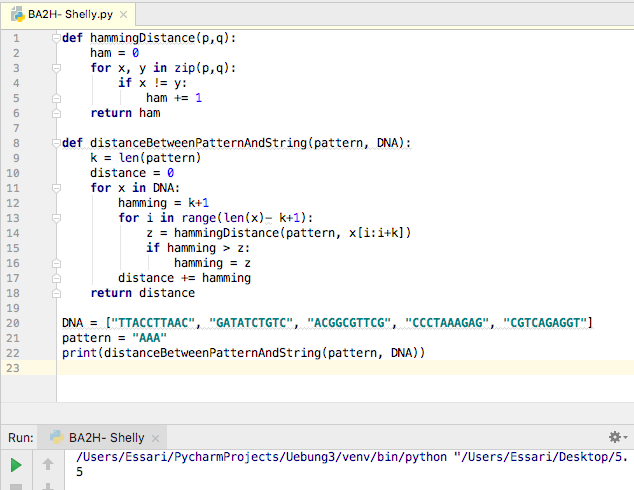 BA2H- Shelly.py
1 def hammingDistance(p,q):
2     ham = 0
3     for x, y in zip(p,q):
4         if x != y:
5             ham += 1
6     return ham
7
8 def distanceBetweenPatternAndString(pattern, DNA):
9     k = len(pattern)
10     distance = 0
11     for x in DNA:
12         hamming = k+1
13         for i in range(len(x)- k+1):
14             z = hammingDistance(pattern, x[i:i+k])
15             if hamming > z:
16                 hamming = z
17         distance += hamming
18     return distance
19
20 DNA = ["TTACCTTAAC", "GATATCTGTC", "ACGGCGTTCG", "CCCTAAAGAG", "CGTCAGAGGT"]
21 pattern = "AAA"
22 print(distanceBetweenPatternAndString(pattern, DNA))
23
Run: BA2H- Shelly
/Users/Essari/PycharmProjects/Uebung3/venv/bin/python "/Users/Essari/Desktop/5.
5